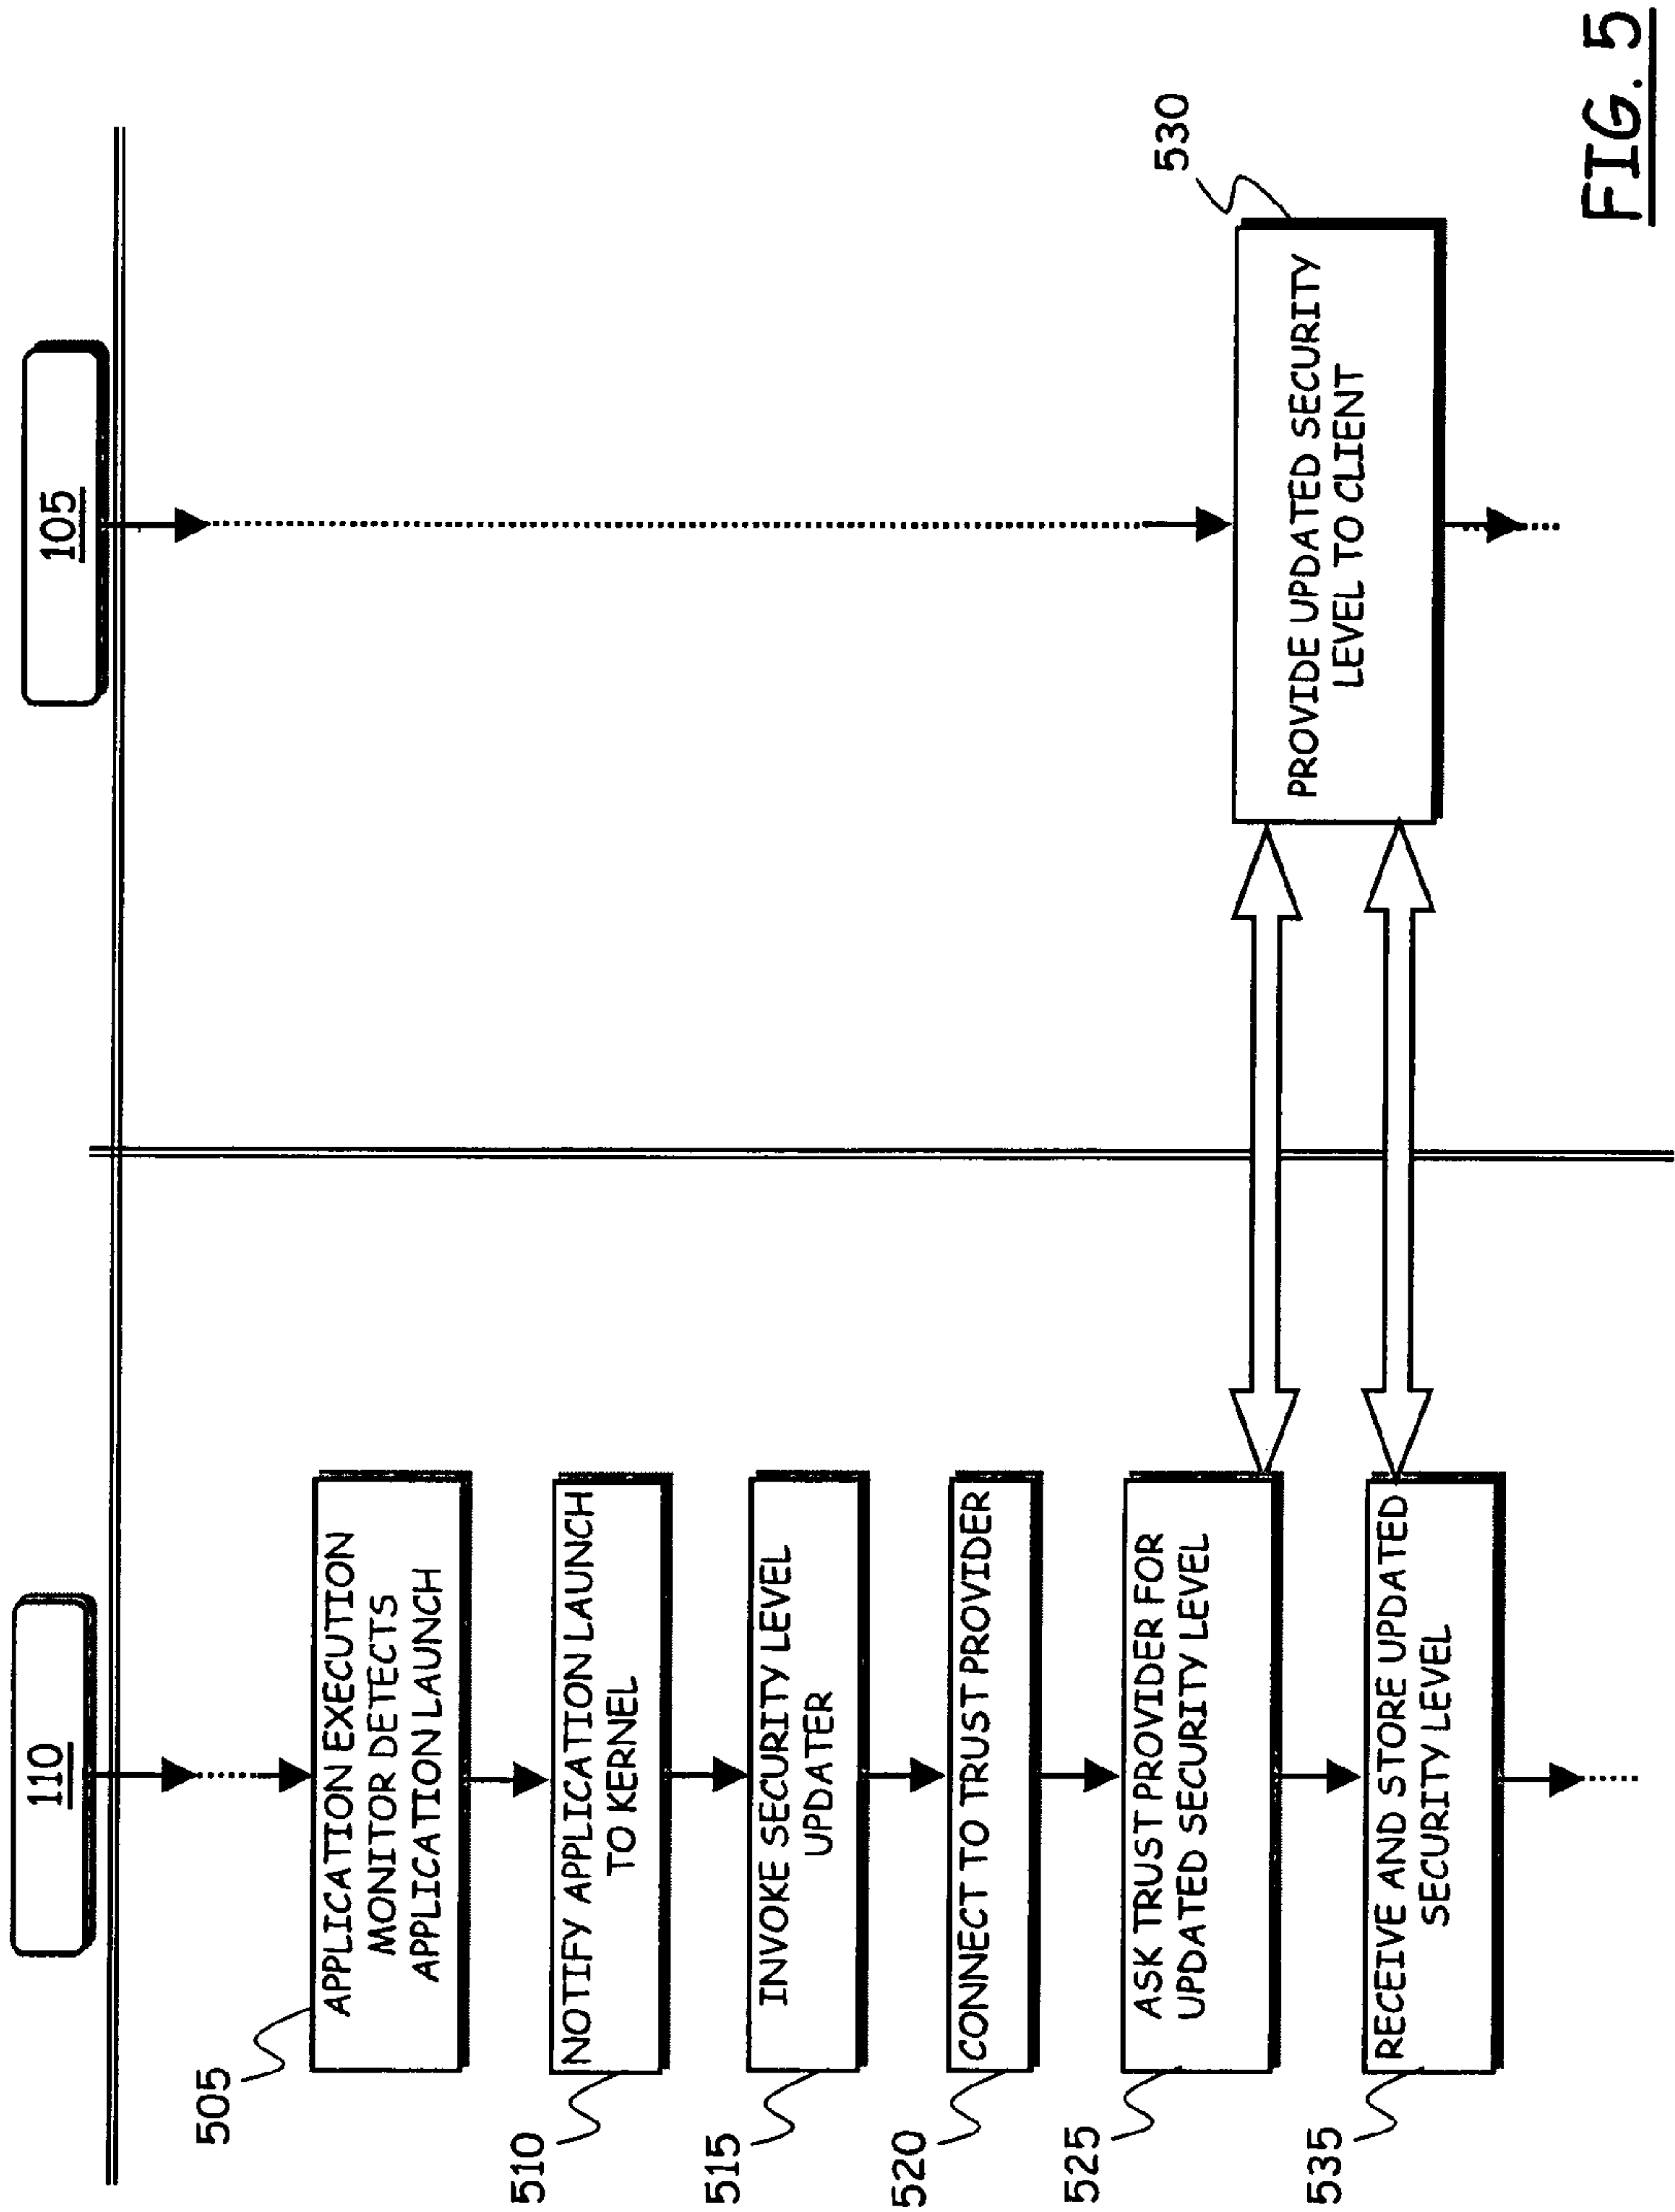 110
105
505
APPLICATION EXECUTION
MONITOR DETECTS
APPLICATION LAUNCH
510
NOTIFY APPLICATION LAUNCH
TO KERNEL
515
INVOKE SECURITY LEVEL
UPDATER
520
CONNECT TO TRUST PROVIDER
525
ASK TRUST PROVIDER FOR
UPDATED SECURITY LEVEL
530
PROVIDE UPDATED SECURITY
LEVEL TO CLIENT
535
RECEIVE AND STORE UPDATED
SECURITY LEVEL
FIG. 5